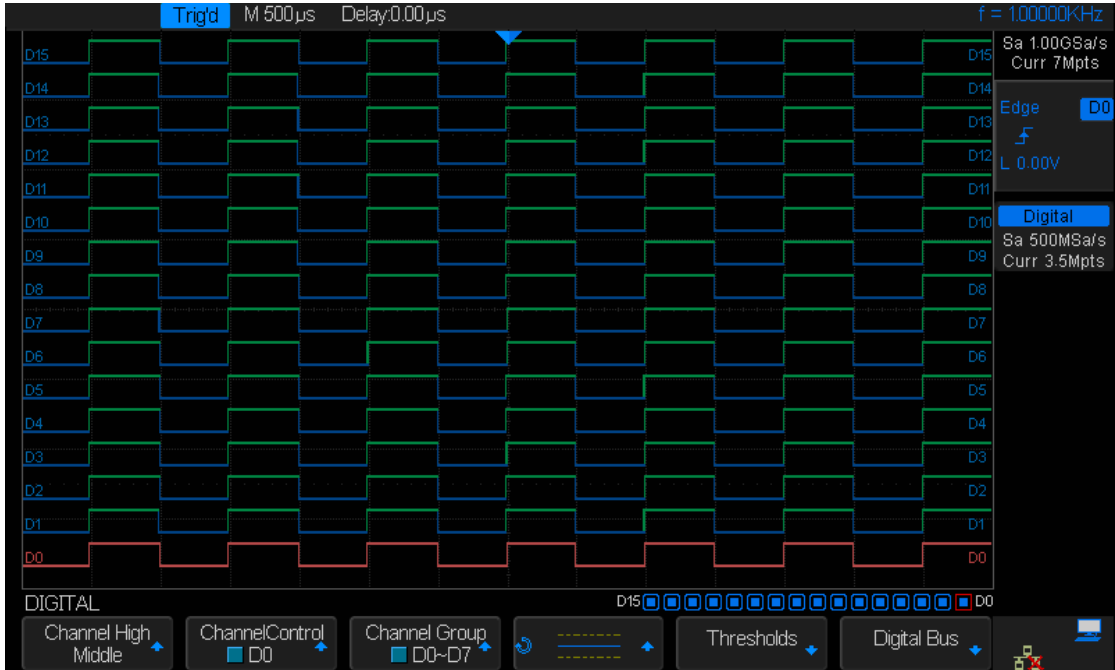 Trig'd M 500µs Delay:0.00µs f = 1.00000KHz
Sa 1.00GSa/s
Curr 7Mpts
D15 D15
D14 D14
Edge D0
D13 D13
D12 D12
L 0.00V
D11 D11
D10 D10
Digital
Sa 500MSa/s
D9 D9
Curr 3.5Mpts
D8 D8
D7 D7
D6 D6
D5 D5
D4 D4
D3 D3
D2 D2
D1 D1
D0 D0
DIGITAL D15 D0
Channel High
Middle
ChannelControl
D0
Channel Group
D0~D7
Thresholds
Digital Bus